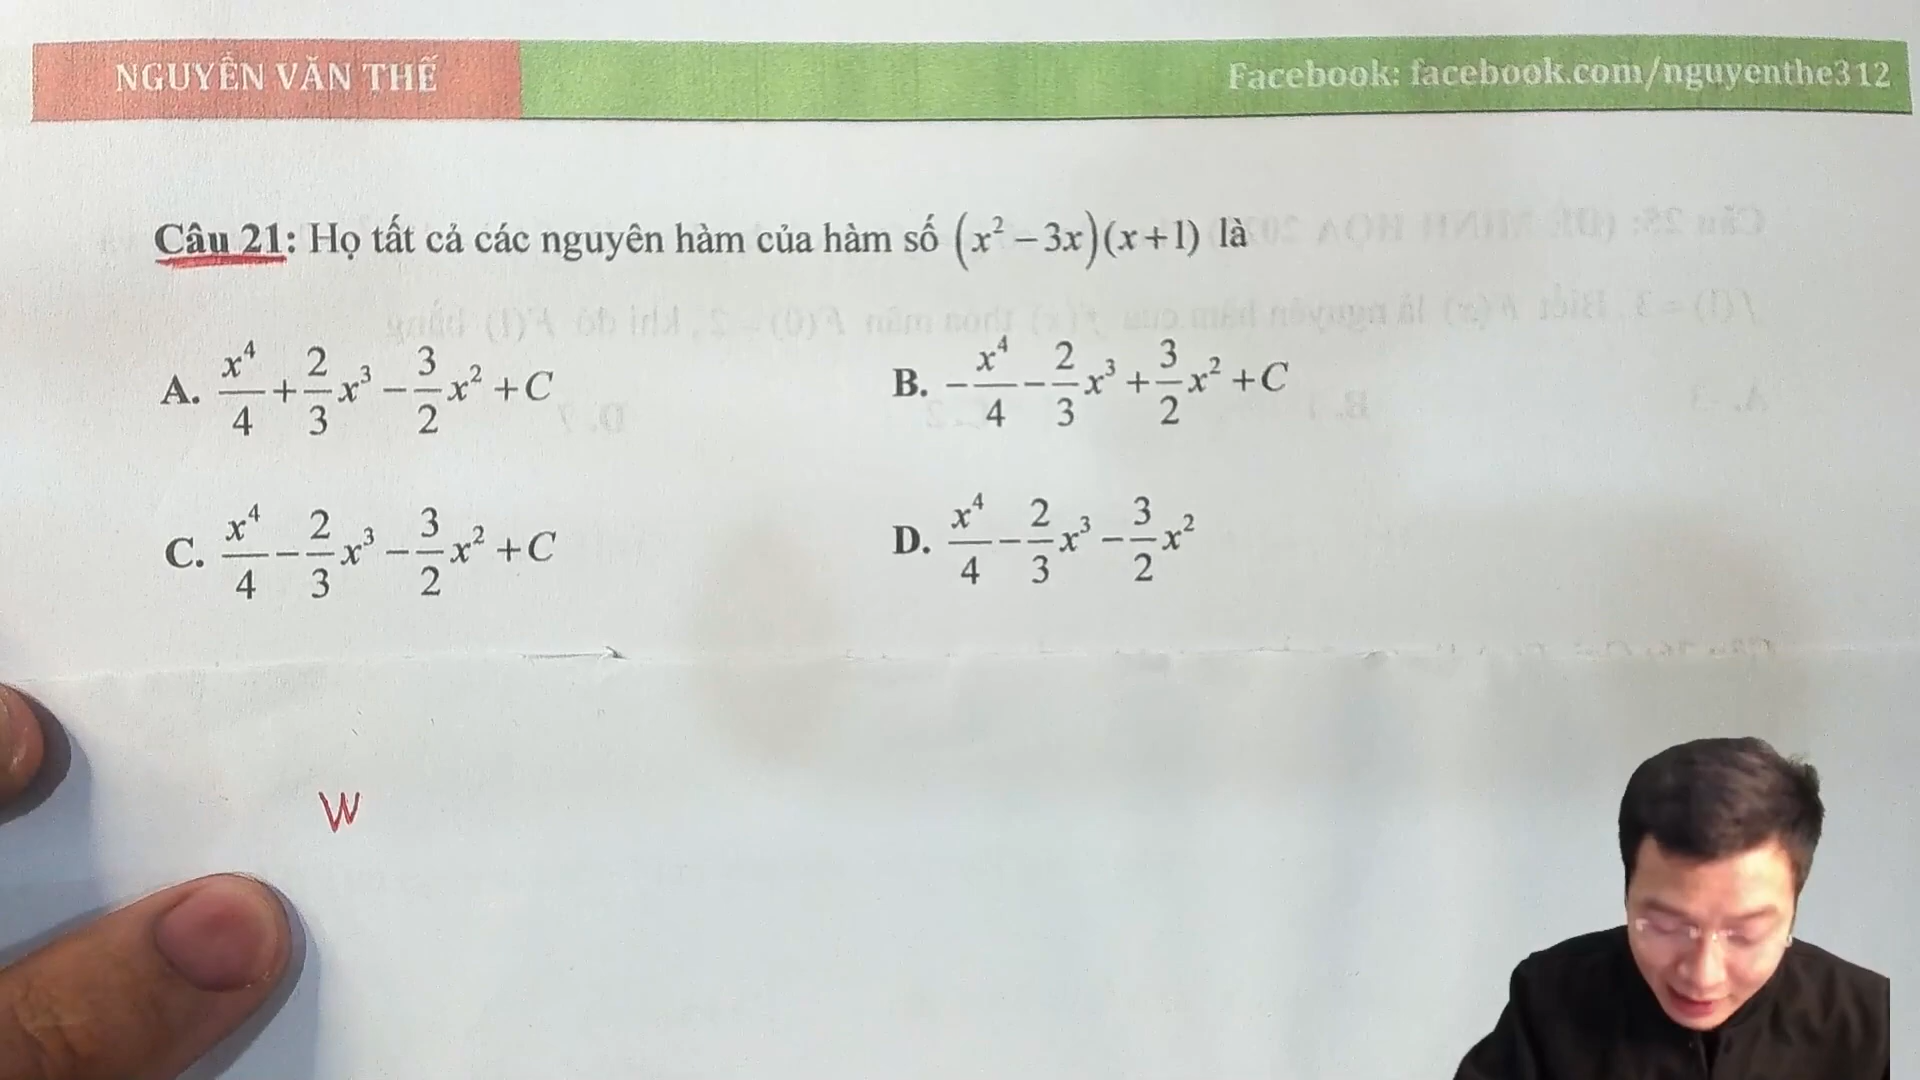 NGUYỄN VĂN THẾ
Facebook: facebook.com/nguyenthe312
Câu 21: Họ tất cả các nguyên hàm của hàm số (x² – 3x)(x+1) là
A. x⁴/4 + 2/3 x³ – 3/2 x² + C
B. – x⁴/4 – 2/3 x³ + 3/2 x² + C
C. x⁴/4 – 2/3 x³ – 3/2 x² + C
D. x⁴/4 – 2/3 x³ – 3/2 x²
W